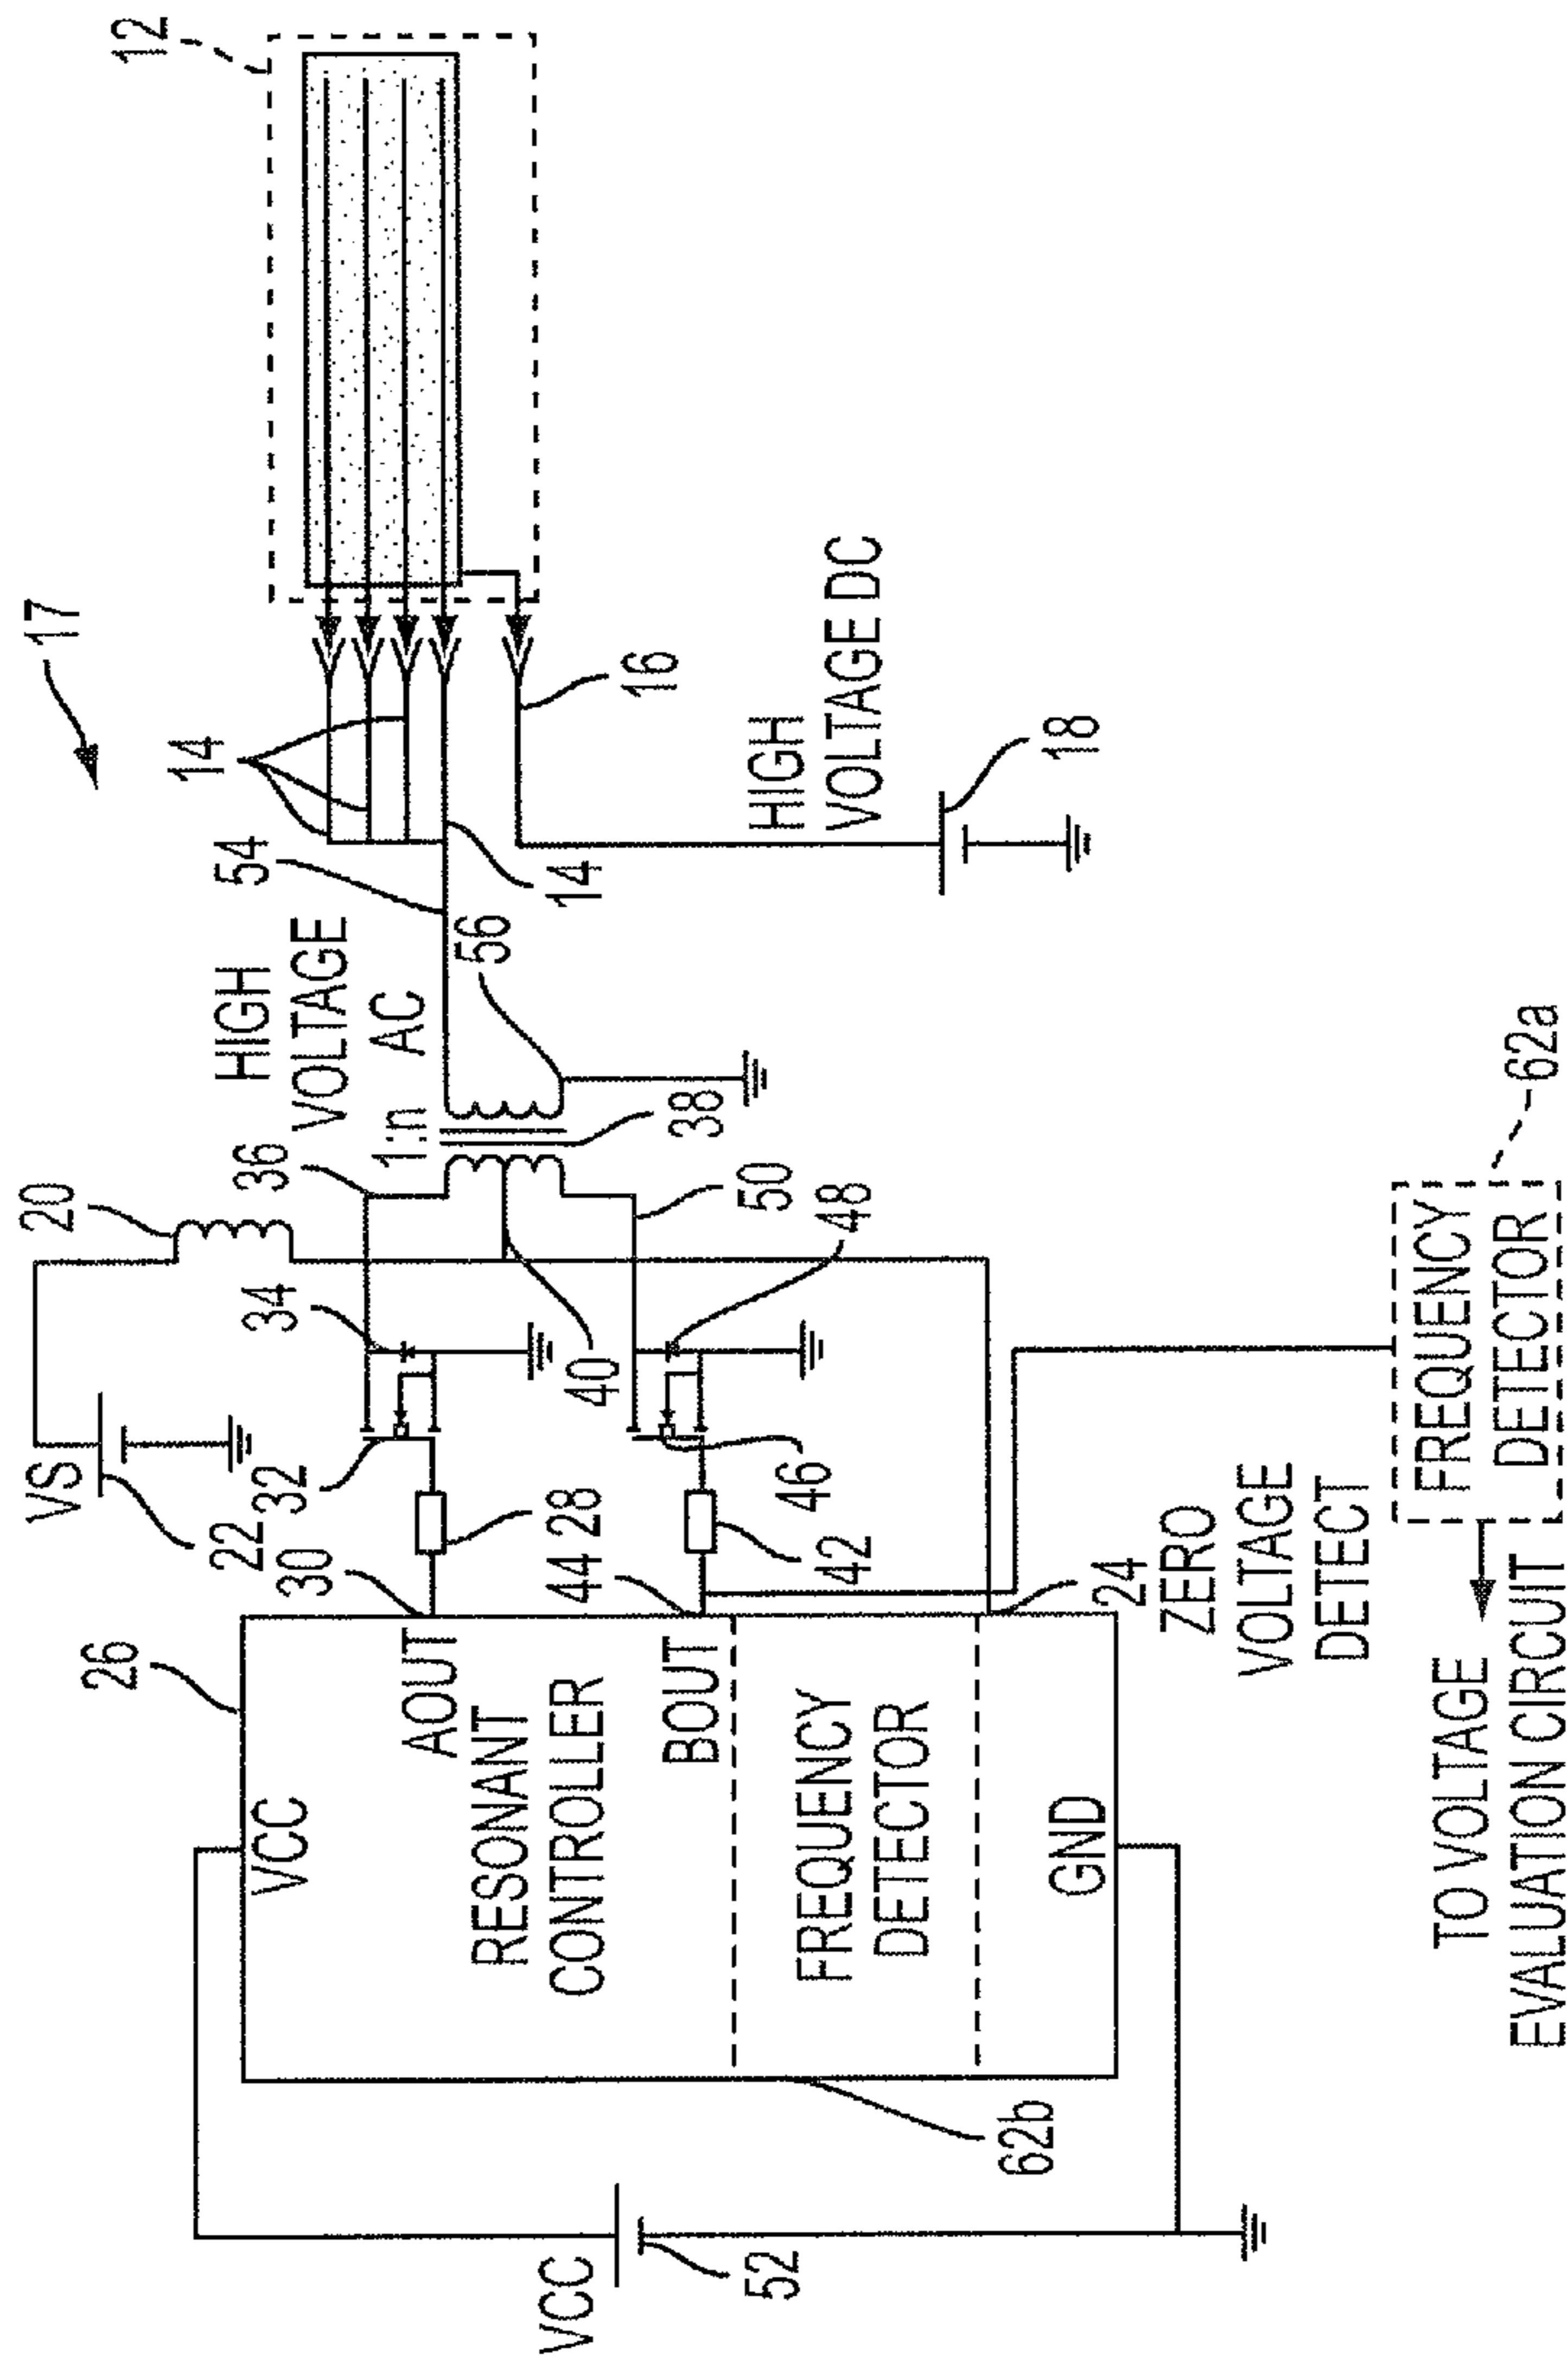 17
12
14
54
HIGH
VOLTAGE
AC
1:n
14
56
16
HIGH
VOLTAGE DC
18
20
36
38
VS
22
34
32
40
50
48
30
28
46
44
42
26
VCC
AOUT
RESONANT
CONTROLLER
BOUT
FREQUENCY
DETECTOR
GND
24
ZERO
VOLTAGE
DETECT
62b
VCC
52
62a
FREQUENCY
DETECTOR
TO VOLTAGE
EVALUATION CIRCUIT